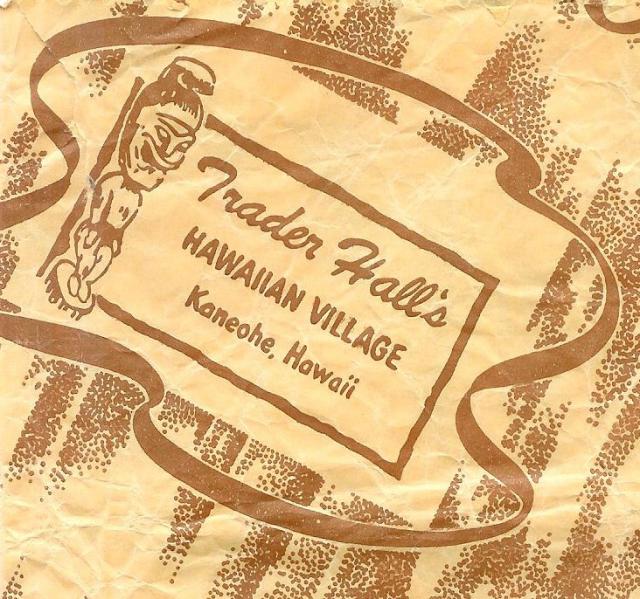 Trader Hall's
HAWAIIAN VILLAGE
Kaneohe, Hawaii